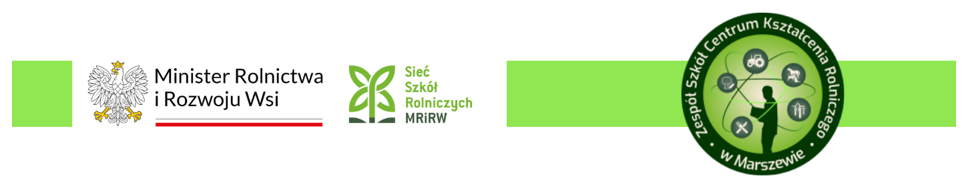 Minister Rolnictwa
i Rozwoju Wsi
Sieć
Szkół
Rolniczych
MRiRW
Zespół Szkół Centrum Kształcenia Rolniczego
w Marszewie